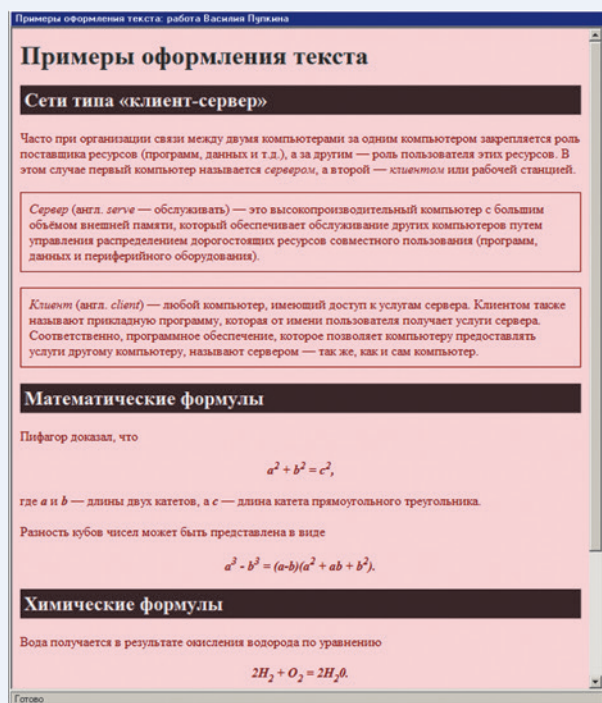 Примеры оформления текста: работа Василия Пупкина
Примеры оформления текста
Сети типа «клиент-сервер»
Часто при организации связи между двумя компьютерами за одним компьютером закрепляется роль
поставщика ресурсов (программ, данных и т.д.), а за другим — роль пользователя этих ресурсов. В
этом случае первый компьютер называется сервером, а второй — клиентом или рабочей станцией.
Сервер (англ. serve — обслуживать) — это высокопроизводительный компьютер с большим
объёмом внешней памяти, который обеспечивает обслуживание других компьютеров путем
управления распределением дорогостоящих ресурсов совместного пользования (программ,
данных и периферийного оборудования).
Клиент (англ. client) — любой компьютер, имеющий доступ к услугам сервера. Клиентом также
называют прикладную программу, которая от имени пользователя получает услуги сервера.
Соответственно, программное обеспечение, которое позволяет компьютеру предоставлять
услуги другому компьютеру, называют сервером — так же, как и сам компьютер.
Математические формулы
Пифагор доказал, что
a² + b² = c²,
где a и b — длины двух катетов, а c — длина катета прямоугольного треугольника.
Разность кубов чисел может быть представлена в виде
a³ - b³ = (a-b)(a² + ab + b²).
Химические формулы
Вода получается в результате окисления водорода по уравнению
2H₂ + O₂ = 2H₂0.
Готово